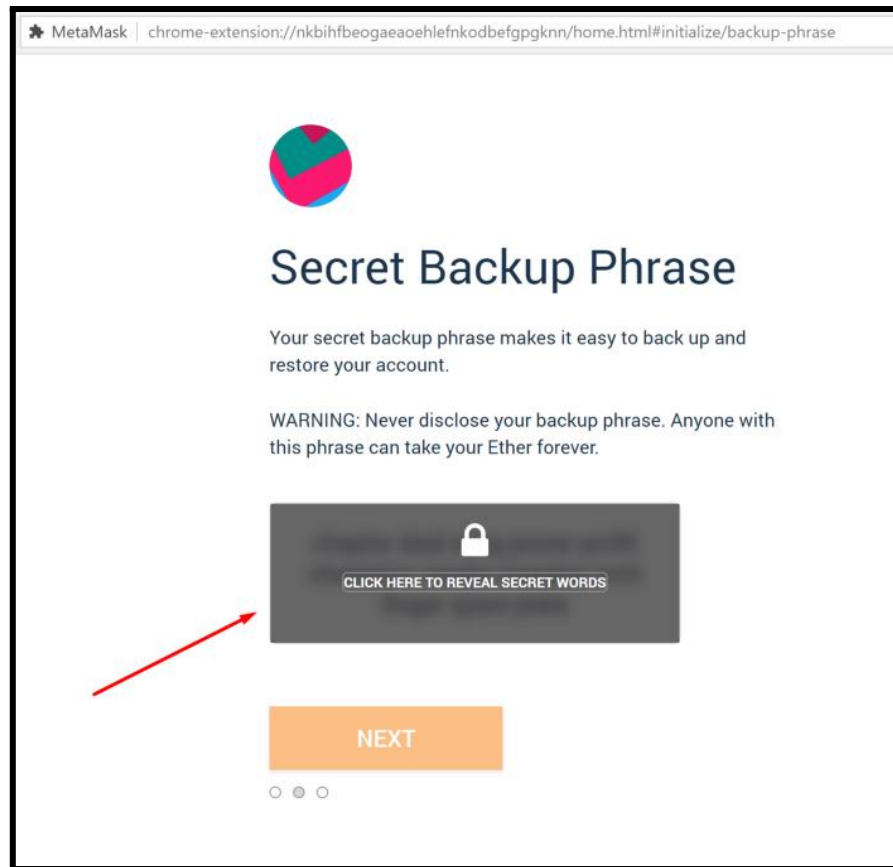 MetaMask chrome-extension://nkbihfbeogaeaoehlefnkodbefgpgknn/home.html#initialize/backup-phrase
Secret Backup Phrase
Your secret backup phrase makes it easy to back up and
restore your account.
WARNING: Never disclose your backup phrase. Anyone with
this phrase can take your Ether forever.
CLICK HERE TO REVEAL SECRET WORDS
NEXT